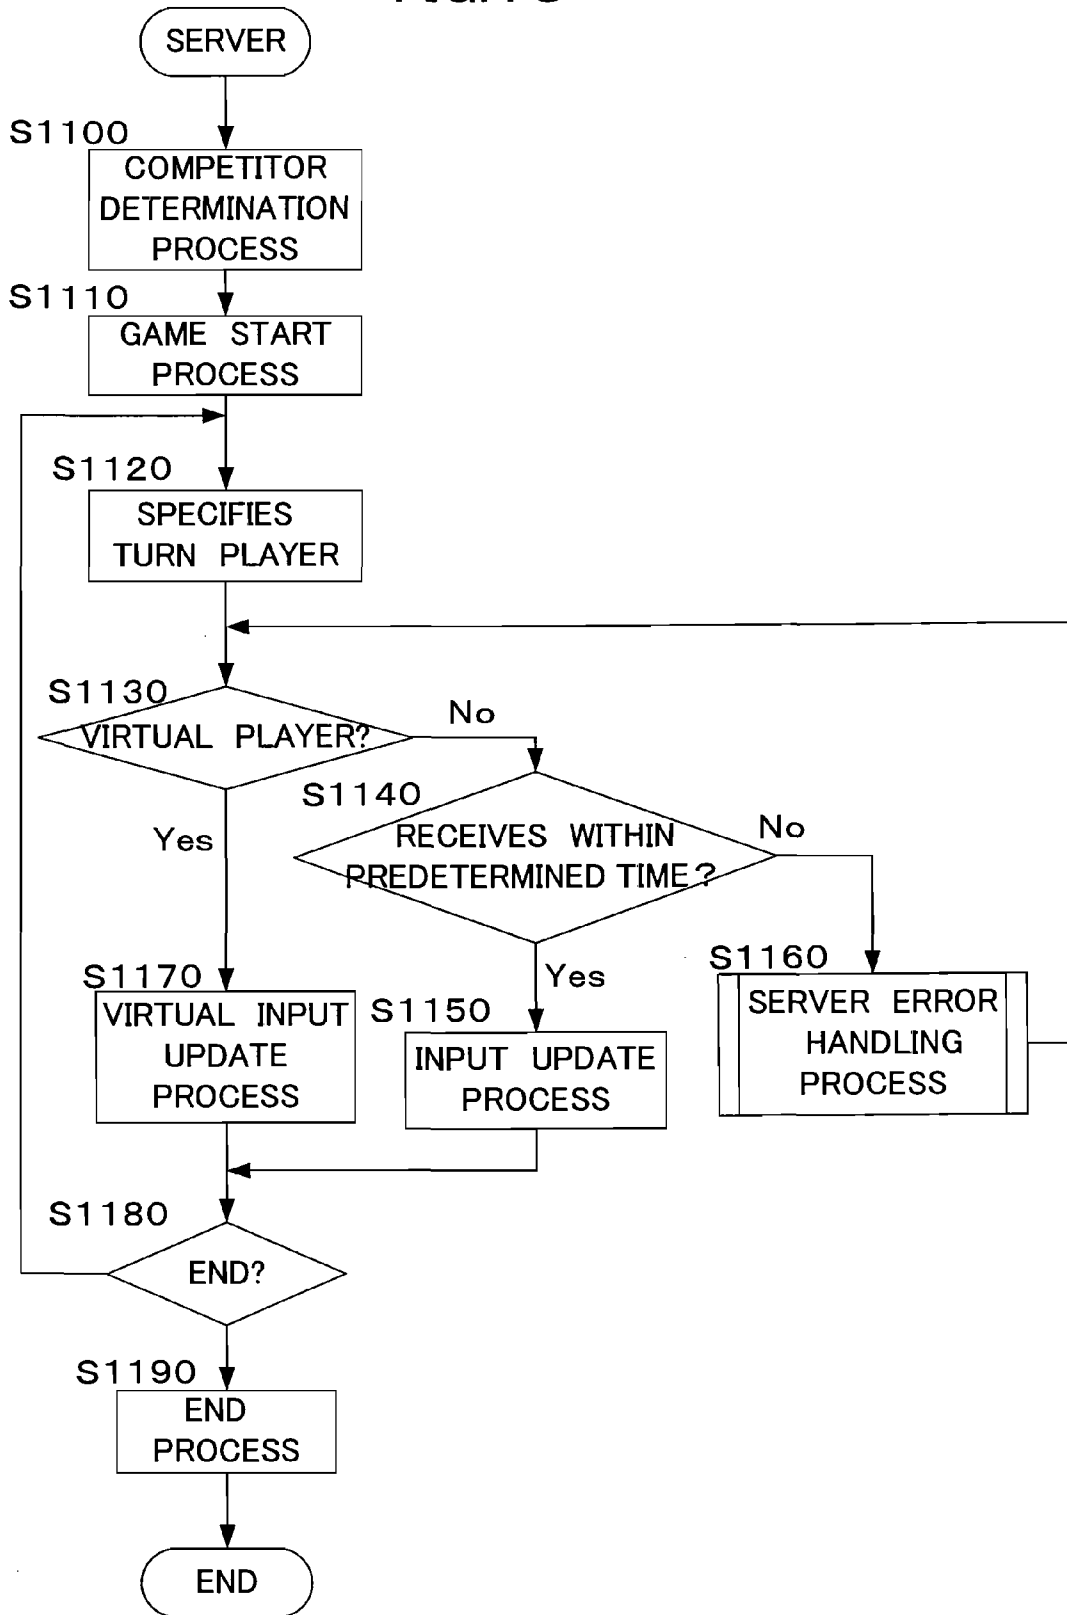 SERVER
S1100
COMPETITOR
DETERMINATION
PROCESS
S1110
GAME START
PROCESS
S1120
SPECIFIES
TURN PLAYER
S1130
VIRTUAL PLAYER?
No
Yes
S1140
RECEIVES WITHIN
PREDETERMINED TIME?
No
Yes
S1160
SERVER ERROR
HANDLING
PROCESS
S1170
VIRTUAL INPUT
UPDATE
PROCESS
S1150
INPUT UPDATE
PROCESS
S1180
END?
S1190
END
PROCESS
END